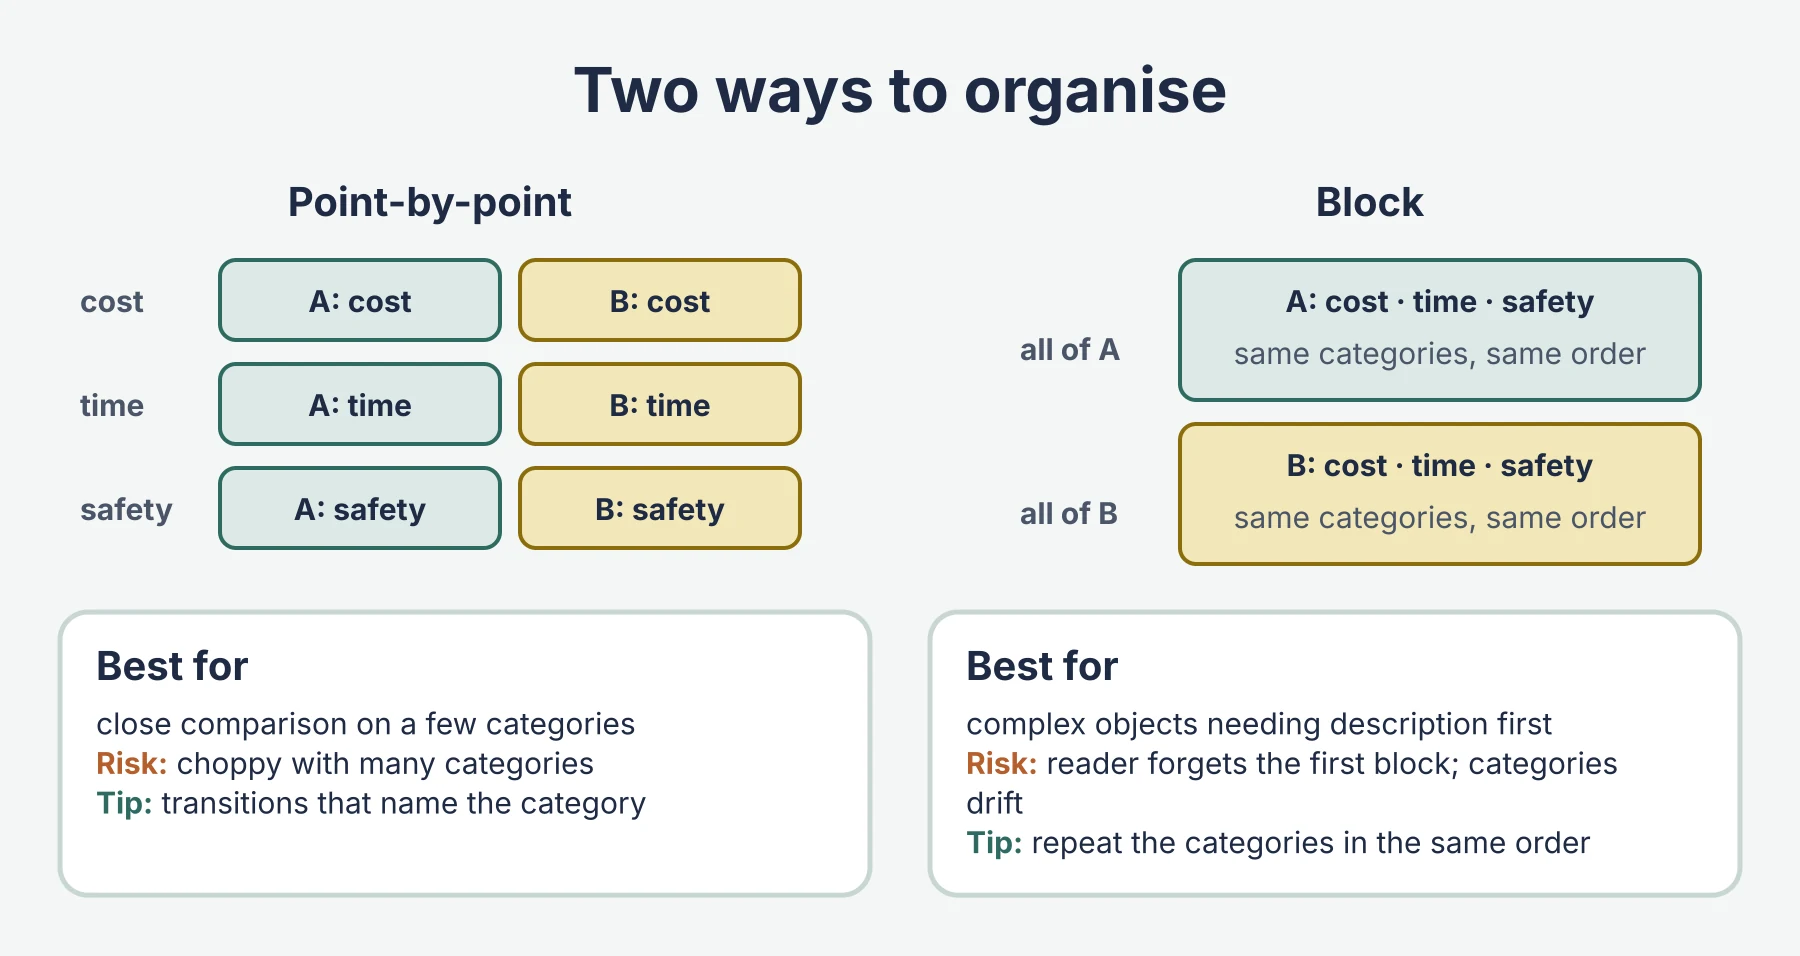 Two ways to organise
Point-by-point
cost
A: cost
B: cost
time
A: time
B: time
safety
A: safety
B: safety
Best for
close comparison on a few categories
Risk: choppy with many categories
Tip: transitions that name the category
Block
all of A
A: cost · time · safety
same categories, same order
all of B
B: cost · time · safety
same categories, same order
Best for
complex objects needing description first
Risk: reader forgets the first block; categories
drift
Tip: repeat the categories in the same order